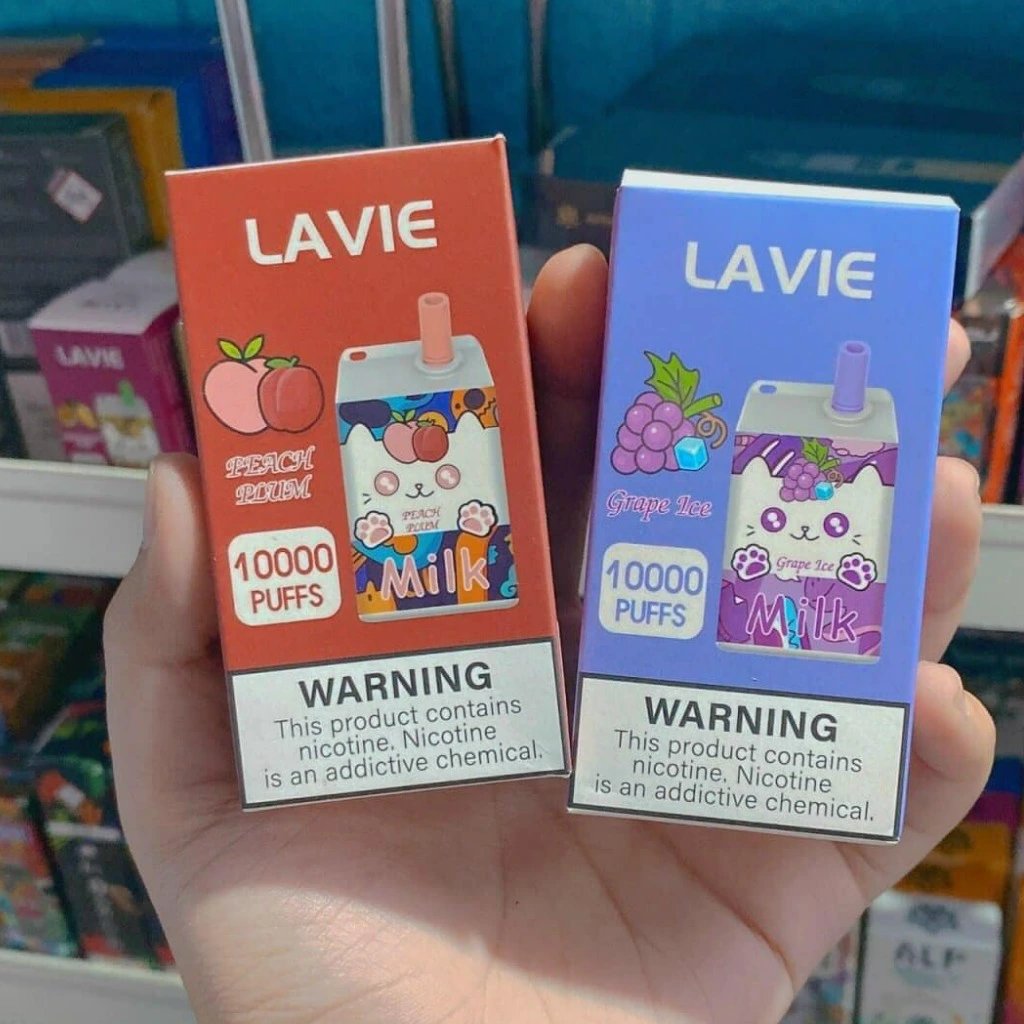 LAVIE
PEACH
PLUM
10000
PUFFS
PEACH
PLUM
Milk
WARNING
This product contains
nicotine. Nicotine
is an addictive chemical.
LAVIE
Grape Ice
10000
PUFFS
Grape Ice
Milk
WARNING
This product contains
nicotine. Nicotine
is an addictive chemical.
LAVIE